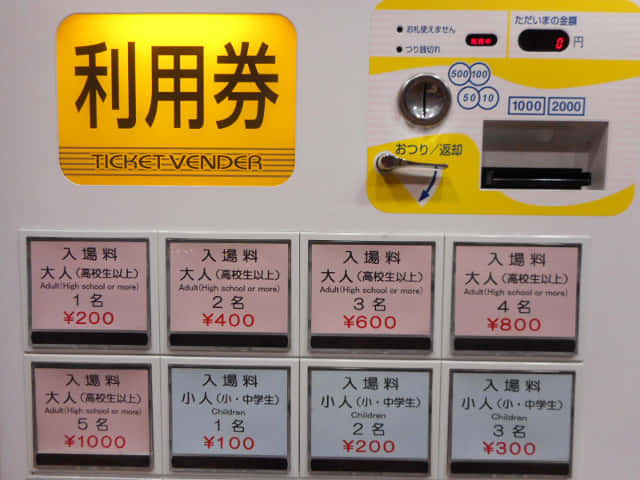 利用券
TICKET VENDER
お札使えません
つり銭切れ
発売中
ただいまの金額
0 円
500 100
50 10
1000 2000
おつり/返却
入場料
大人(高校生以上)
Adult(High school or more)
1名
¥200
入場料
大人(高校生以上)
Adult(High school or more)
2名
¥400
入場料
大人(高校生以上)
Adult(High school or more)
3名
¥600
入場料
大人(高校生以上)
Adult(High school or more)
4名
¥800
入場料
大人(高校生以上)
Adult(High school or more)
5名
¥1000
入場料
小人(小・中学生)
Children
1名
¥100
入場料
小人(小・中学生)
Children
2名
¥200
入場料
小人(小・中学生)
Children
3名
¥300